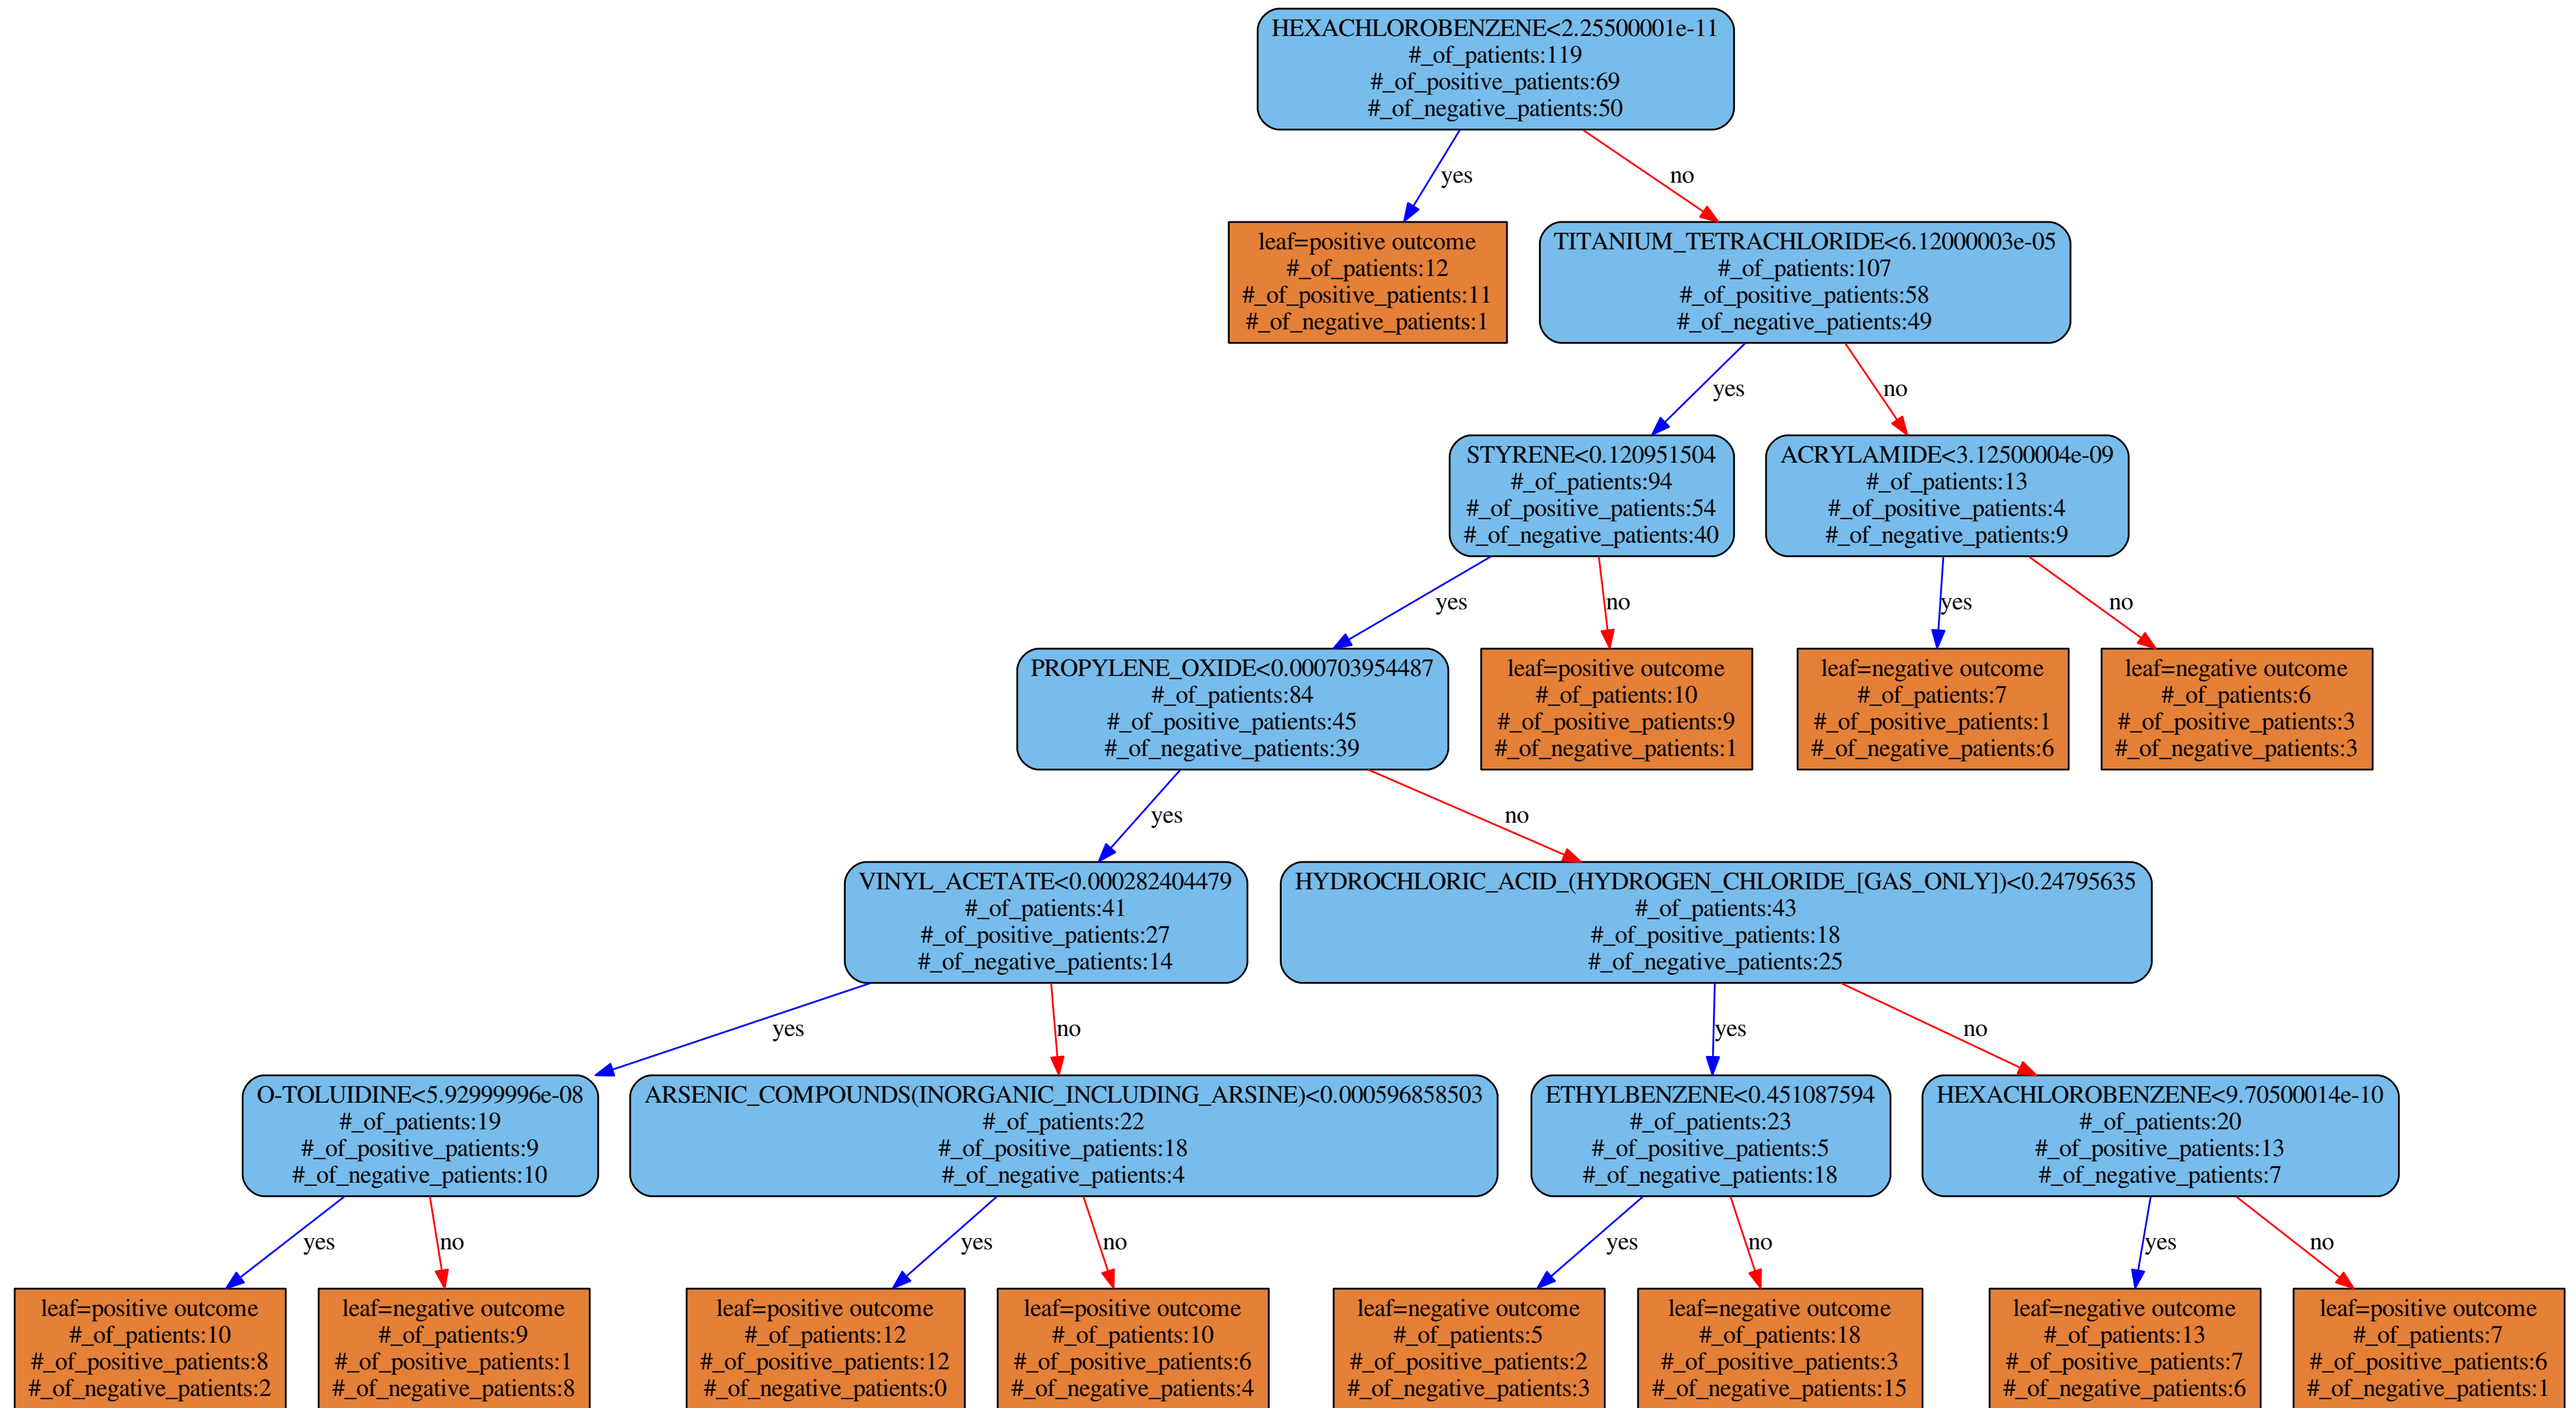 HEXACHLOROBENZENE<2.25500001e-11
#_of_patients:119
#_of_positive_patients:69
#_of_negative_patients:50
yes
no
leaf=positive outcome
#_of_patients:12
#_of_positive_patients:11
#_of_negative_patients:1
TITANIUM_TETRACHLORIDE<6.12000003e-05
#_of_patients:107
#_of_positive_patients:58
#_of_negative_patients:49
yes
no
STYRENE<0.120951504
#_of_patients:94
#_of_positive_patients:54
#_of_negative_patients:40
ACRYLAMIDE<3.12500004e-09
#_of_patients:13
#_of_positive_patients:4
#_of_negative_patients:9
yes
no
yes
no
PROPYLENE_OXIDE<0.000703954487
#_of_patients:84
#_of_positive_patients:45
#_of_negative_patients:39
leaf=positive outcome
#_of_patients:10
#_of_positive_patients:9
#_of_negative_patients:1
leaf=negative outcome
#_of_patients:7
#_of_positive_patients:1
#_of_negative_patients:6
leaf=negative outcome
#_of_patients:6
#_of_positive_patients:3
#_of_negative_patients:3
yes
no
VINYL_ACETATE<0.000282404479
#_of_patients:41
#_of_positive_patients:27
#_of_negative_patients:14
HYDROCHLORIC_ACID_(HYDROGEN_CHLORIDE_[GAS_ONLY])<0.24795635
#_of_patients:43
#_of_positive_patients:18
#_of_negative_patients:25
yes
no
yes
no
O-TOLUIDINE<5.92999996e-08
#_of_patients:19
#_of_positive_patients:9
#_of_negative_patients:10
ARSENIC_COMPOUNDS(INORGANIC_INCLUDING_ARSINE)<0.000596858503
#_of_patients:22
#_of_positive_patients:18
#_of_negative_patients:4
ETHYLBENZENE<0.451087594
#_of_patients:23
#_of_positive_patients:5
#_of_negative_patients:18
HEXACHLOROBENZENE<9.70500014e-10
#_of_patients:20
#_of_positive_patients:13
#_of_negative_patients:7
yes
no
yes
no
yes
no
yes
no
leaf=positive outcome
#_of_patients:10
#_of_positive_patients:8
#_of_negative_patients:2
leaf=negative outcome
#_of_patients:9
#_of_positive_patients:1
#_of_negative_patients:8
leaf=positive outcome
#_of_patients:12
#_of_positive_patients:12
#_of_negative_patients:0
leaf=positive outcome
#_of_patients:10
#_of_positive_patients:6
#_of_negative_patients:4
leaf=negative outcome
#_of_patients:5
#_of_positive_patients:2
#_of_negative_patients:3
leaf=negative outcome
#_of_patients:18
#_of_positive_patients:3
#_of_negative_patients:15
leaf=negative outcome
#_of_patients:13
#_of_positive_patients:7
#_of_negative_patients:6
leaf=positive outcome
#_of_patients:7
#_of_positive_patients:6
#_of_negative_patients:1